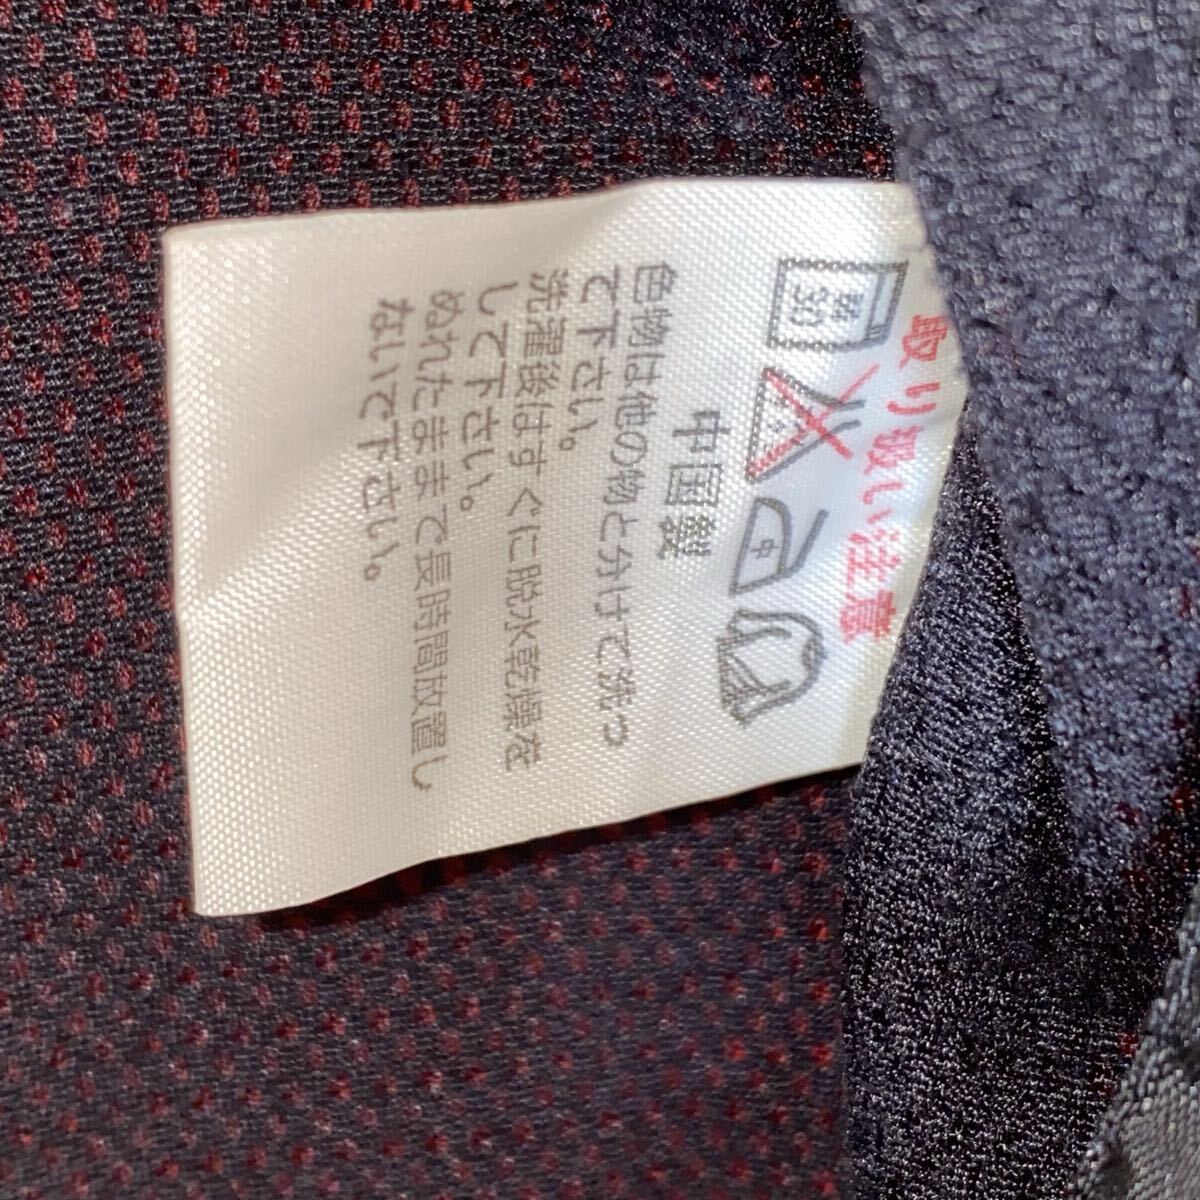 取り扱い注意
弱
30
中
中国製
色物は他の物と分けて洗っ
て下さい。
洗濯後はすぐに脱水乾燥を
して下さい。
ぬれたままで長時間放置し
ないで下さい。